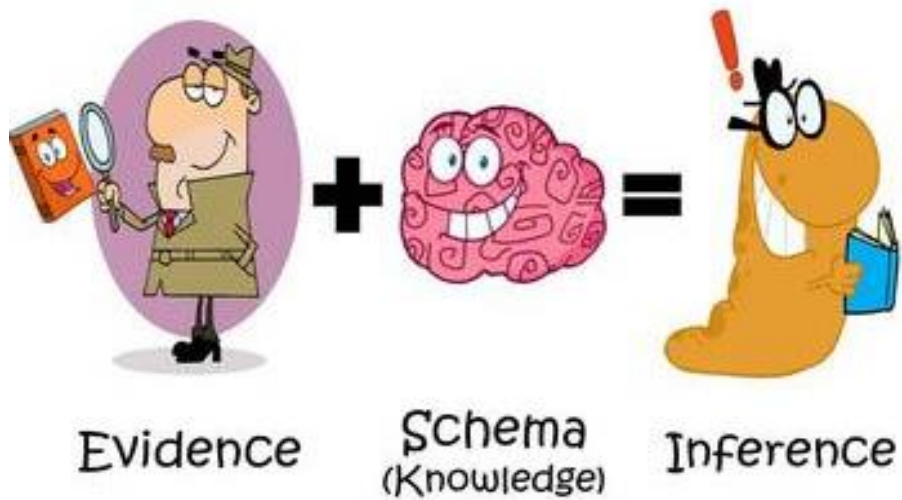 + =
!
Evidence
Schema
(Knowledge)
Inference